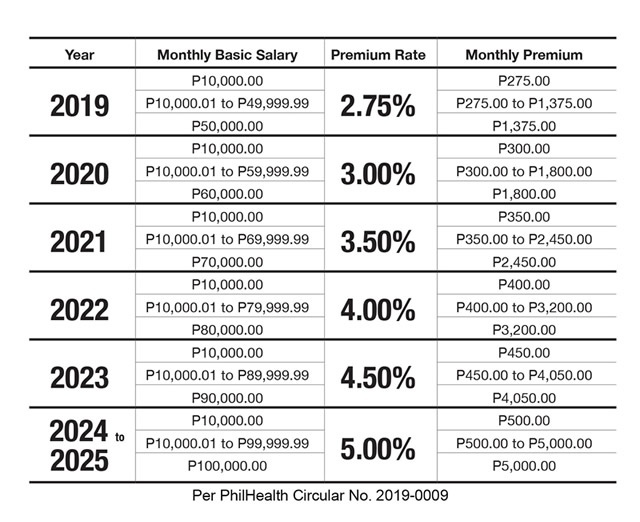 Year Monthly Basic Salary Premium Rate Monthly Premium
2019 P10,000.00 2.75% P275.00
P10,000.01 to P49,999.99 P275.00 to P1,375.00
P50,000.00 P1,375.00
2020 P10,000.00 3.00% P300.00
P10,000.01 to P59,999.99 P300.00 to P1,800.00
P60,000.00 P1,800.00
2021 P10,000.00 3.50% P350.00
P10,000.01 to P69,999.99 P350.00 to P2,450.00
P70,000.00 P2,450.00
2022 P10,000.00 4.00% P400.00
P10,000.01 to P79,999.99 P400.00 to P3,200.00
P80,000.00 P3,200.00
2023 P10,000.00 4.50% P450.00
P10,000.01 to P89,999.99 P450.00 to P4,050.00
P90,000.00 P4,050.00
2024 to 2025 P10,000.00 5.00% P500.00
P10,000.01 to P99,999.99 P500.00 to P5,000.00
P100,000.00 P5,000.00
Per PhilHealth Circular No. 2019-0009